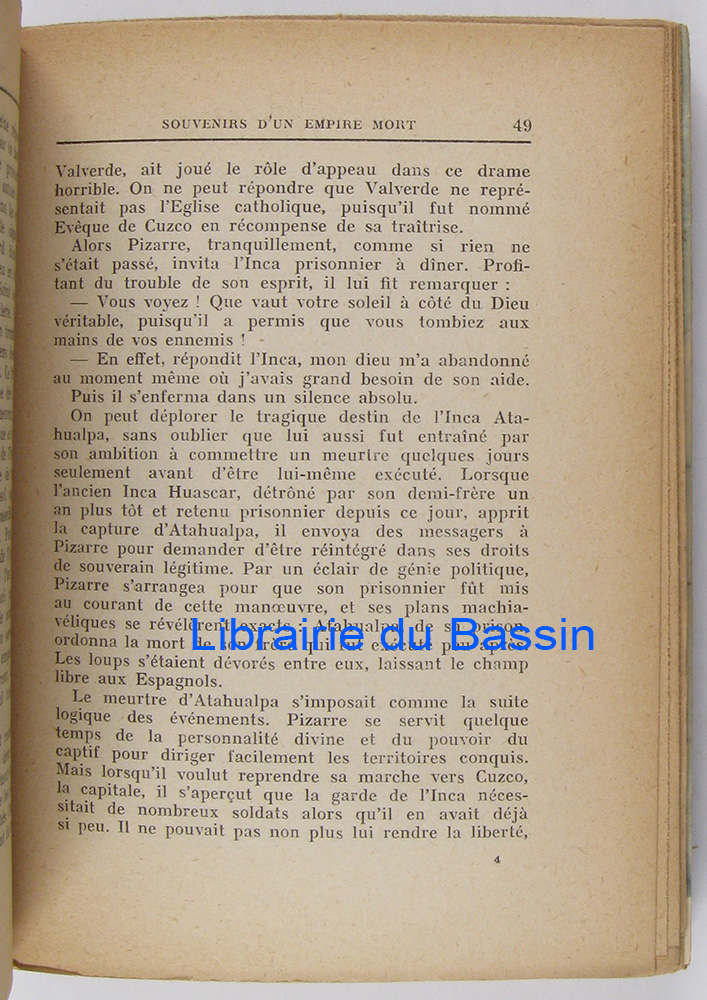 SOUVENIRS D'UN EMPIRE MORT 49
Valverde, ait joué le rôle d'appeau dans ce drame
horrible. On ne peut répondre que Valverde ne repré-
sentait pas l'Eglise catholique, puisqu'il fut nommé
Evêque de Cuzco en récompense de sa traîtrise.
Alors Pizarre, tranquillement, comme si rien ne
s'était passé, invita l'Inca prisonnier à dîner. Profi-
tant du trouble de son esprit, il lui fit remarquer :
— Vous voyez ! Que vaut votre soleil à côté du Dieu
véritable, puisqu'il a permis que vous tombiez aux
mains de vos ennemis !
— En effet, répondit l'Inca, mon dieu m'a abandonné
au moment même où j'avais grand besoin de son aide.
Puis il s'enferma dans un silence absolu.
On peut déplorer le tragique destin de l'Inca Ata-
hualpa, sans oublier que lui aussi fut entraîné par
son ambition à commettre un meurtre quelques jours
seulement avant d'être lui-même exécuté. Lorsque
l'ancien Inca Huascar, détrôné par son demi-frère un
an plus tôt et retenu prisonnier depuis ce jour, apprit
la capture d'Atahualpa, il envoya des messagers à
Pizarre pour demander d'être réintégré dans ses droits
de souverain légitime. Par un éclair de génie politique,
Pizarre s'arrangea pour que son prisonnier fût mis
au courant de cette manœuvre, et ses plans machia-
véliques se révélèrent exacts : Atahualpa, de sa prison,
ordonna la mort de son frère qui fut exécuté peu après.
Librairie du Bassin
Les loups s'étaient dévorés entre eux, laissant le champ
libre aux Espagnols.
Le meurtre d'Atahualpa s'imposait comme la suite
logique des événements. Pizarre se servit quelque
temps de la personnalité divine et du pouvoir du
captif pour diriger facilement les territoires conquis.
Mais lorsqu'il voulut reprendre sa marche vers Cuzco,
la capitale, il s'aperçut que la garde de l'Inca néces-
sitait de nombreux soldats alors qu'il en avait déjà
si peu. Il ne pouvait pas non plus lui rendre la liberté,
4